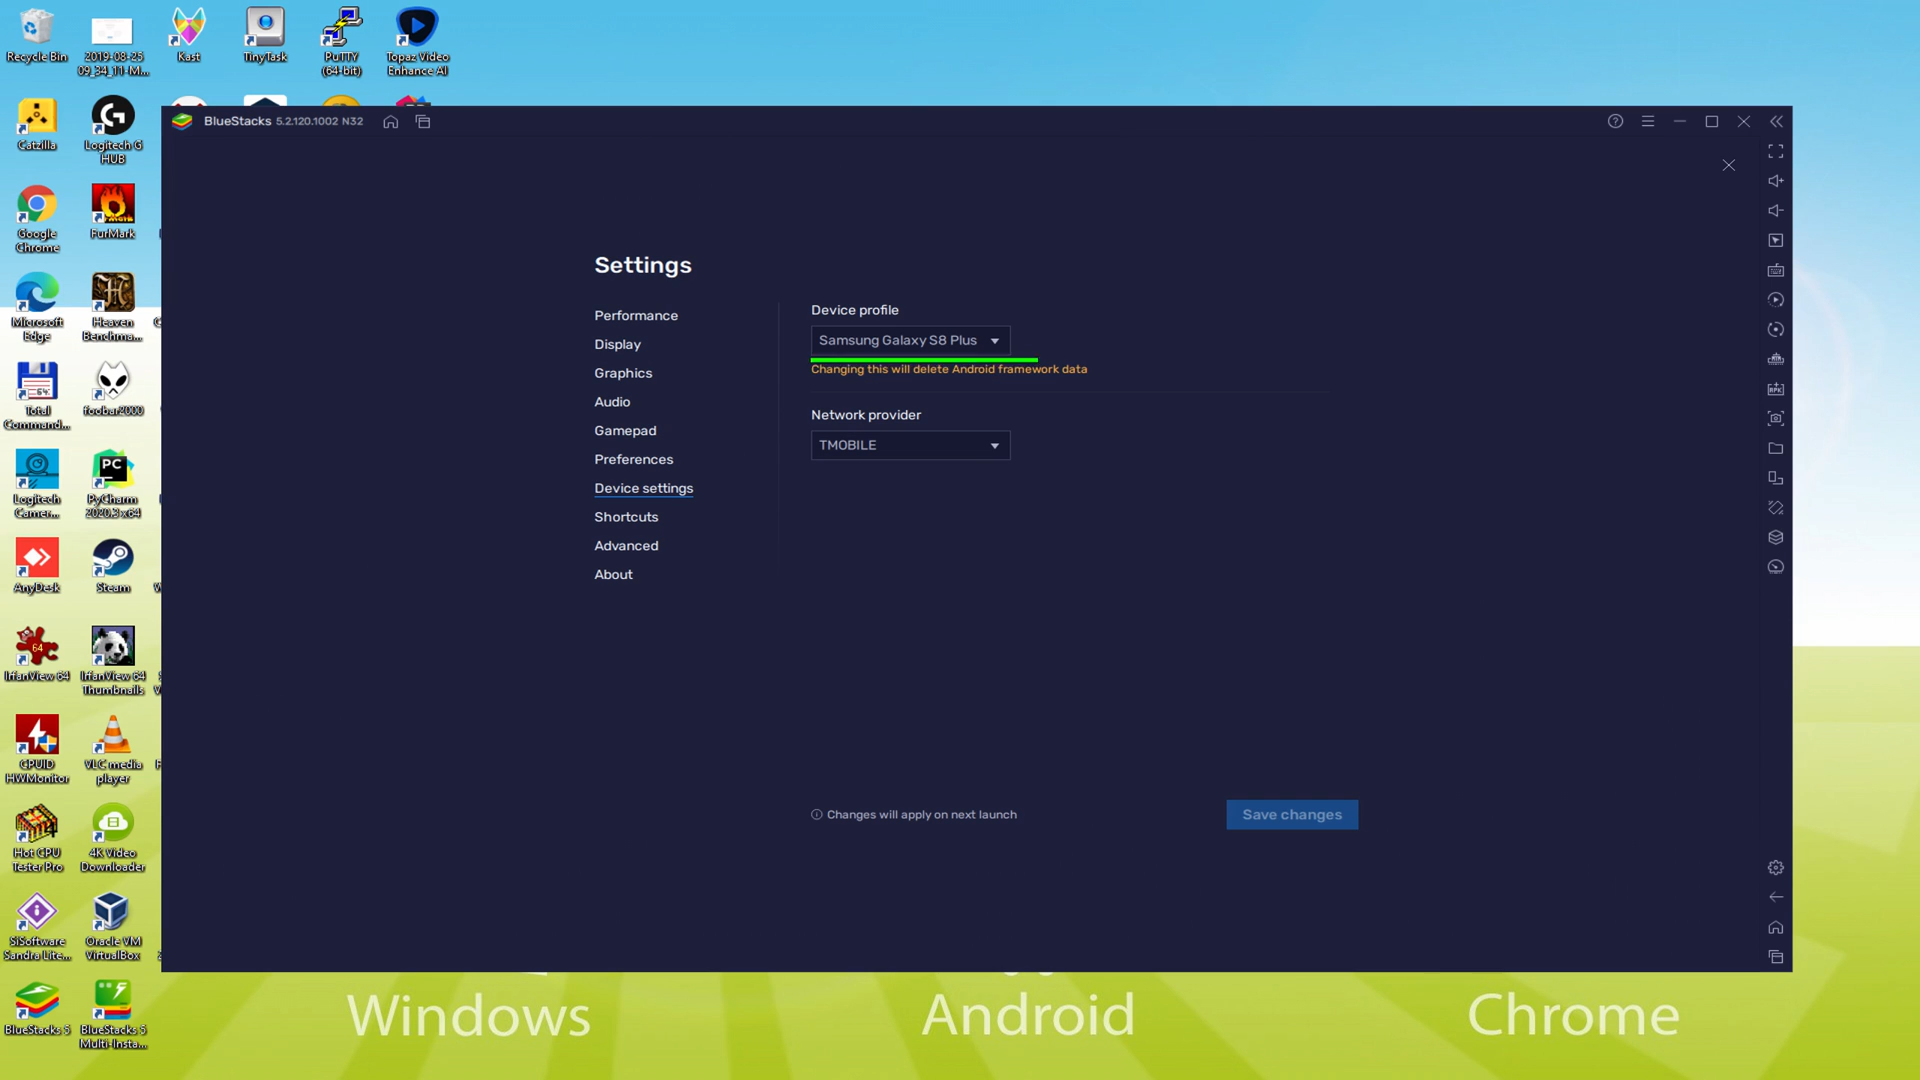 Recycle Bin
2019-08-25
09_34_11-M...
Kast
TinyTask
PuTTY
(64-bit)
Topaz Video
Enhance AI
Catzilla
Logitech G
HUB
BlueStacks 5.2.120.1002 N32
Google
Chrome
FurMark
Microsoft
Edge
Heaven
Benchma...
Total
Command...
foobar2000
Logitech
Camer...
PC
PyCharm
2020.3 x64
AnyDesk
Steam
64
IrfanView 64
IrfanView 64
Thumbnails
CPUID
HWMonitor
VLC media
player
Hot CPU
Tester Pro
4K Video
Downloader
SiSoftware
Sandra Lite...
Oracle VM
VirtualBox
BlueStacks 5
BlueStacks 5
Multi-Insta...
Settings
Performance
Display
Graphics
Audio
Gamepad
Preferences
Device settings
Shortcuts
Advanced
About
Device profile
Samsung Galaxy S8 Plus
Changing this will delete Android framework data
Network provider
TMOBILE
Changes will apply on next launch
Save changes
Windows
Android
Chrome